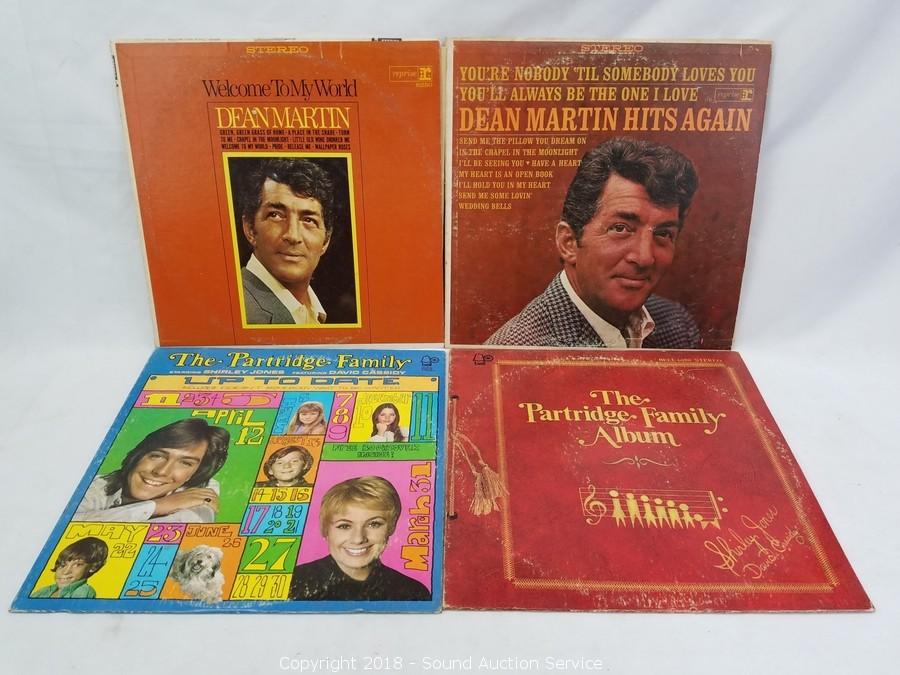 STEREO
Welcome To My World
reprise
DEAN MARTIN
GREEN, GREEN GRASS OF HOME • A PLACE IN THE SHADE • TURN
TO ME • CHAPEL IN THE MOONLIGHT • LITTLE OLE WINE DRINKER ME
WELCOME TO MY WORLD • PRIDE • RELEASE ME • WALLPAPER ROSES
STEREO
YOU'RE NOBODY 'TIL SOMEBODY LOVES YOU
YOU'LL ALWAYS BE THE ONE I LOVE
reprise
DEAN MARTIN HITS AGAIN
SEND ME THE PILLOW YOU DREAM ON
IN THE CHAPEL IN THE MOONLIGHT
I'LL BE SEEING YOU • HAVE A HEART
MY HEART IS AN OPEN BOOK
I'LL HOLD YOU IN MY HEART
SEND ME SOME LOVIN'
WEDDING BELLS
The Partridge Family
STARRING SHIRLEY JONES FEATURING DAVID CASSIDY
UP TO DATE
APRIL
12
7
8
9
10
11
14 • 15 • 16
17 18 19
20 21
March 31
MAY
22
23
24
25
JUNE
26
27
28 29 30
The
Partridge Family
Album
Shirley Jones
David Cassidy
Copyright 2018 - Sound Auction Service